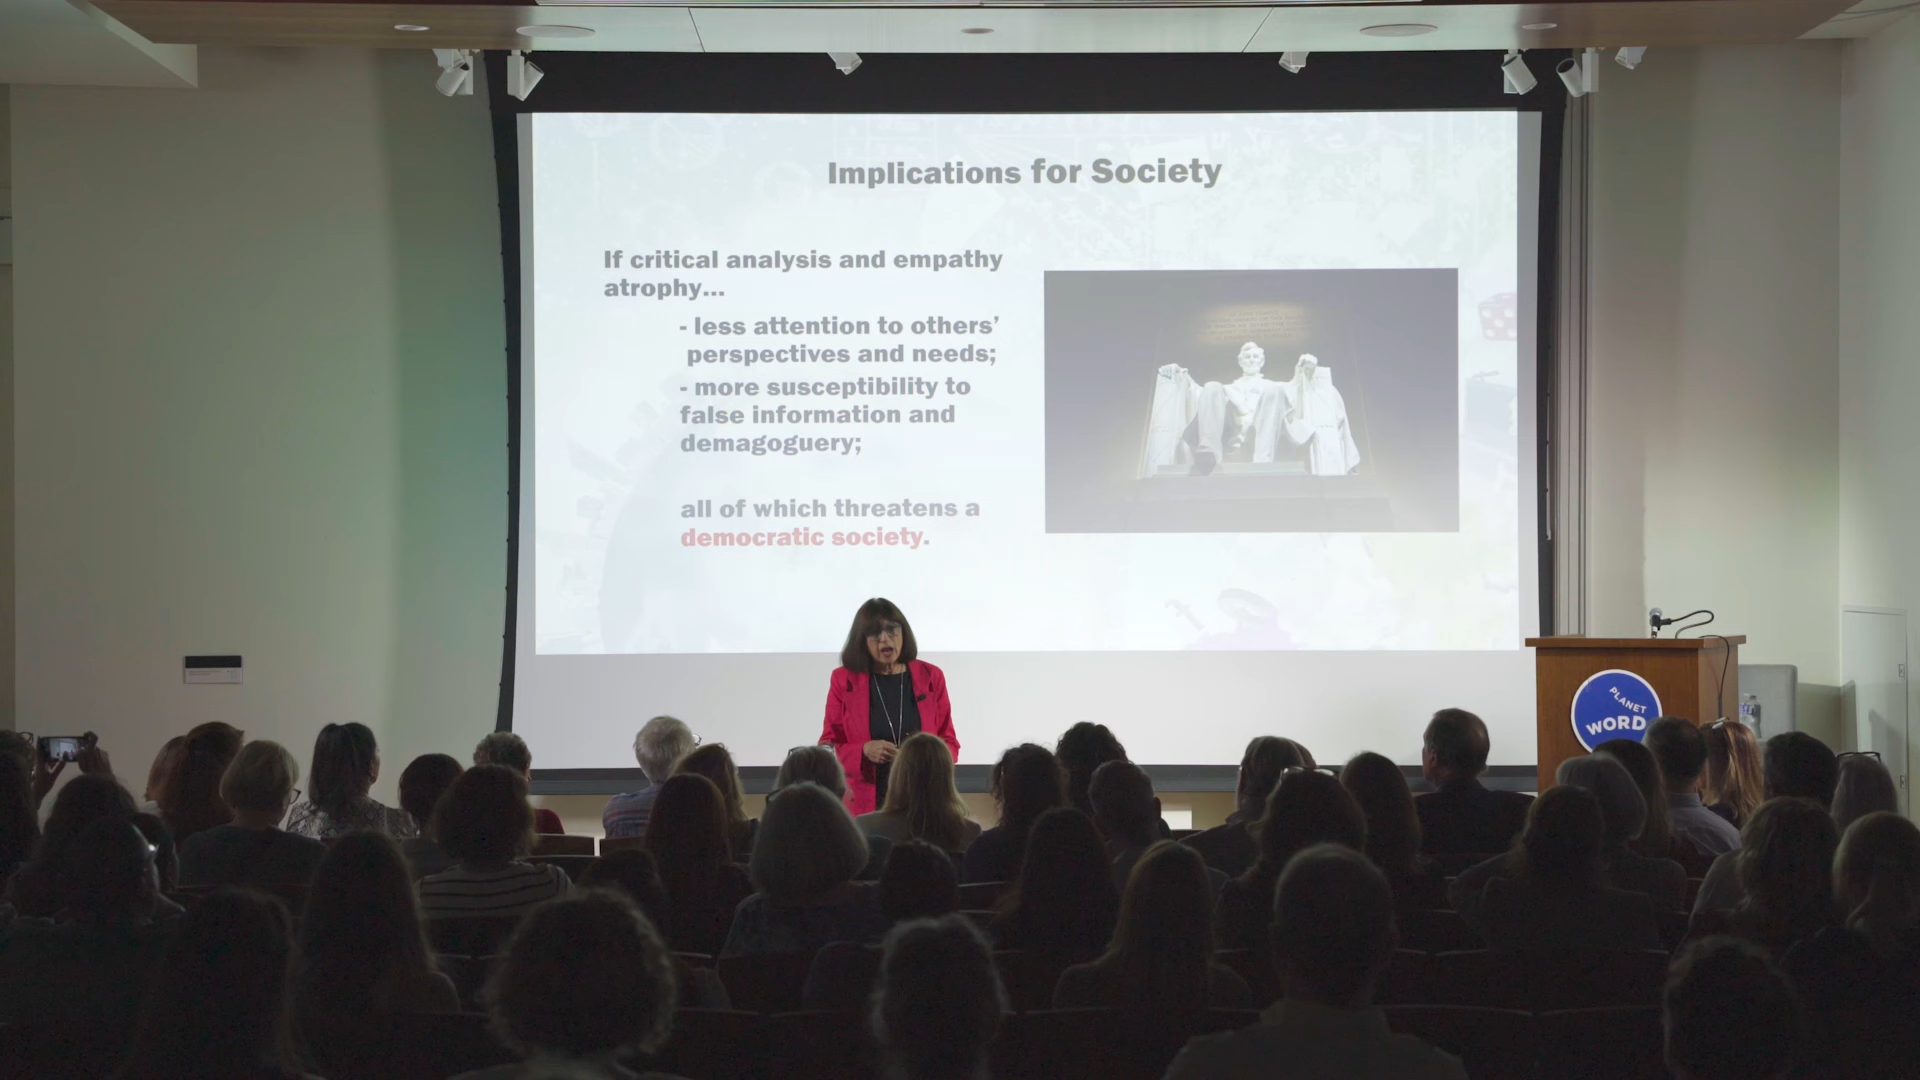 Implications for Society
If critical analysis and empathy
atrophy...
- less attention to others’
perspectives and needs;
- more susceptibility to
false information and
demagoguery;
all of which threatens a
democratic society.
PLANET
WORD